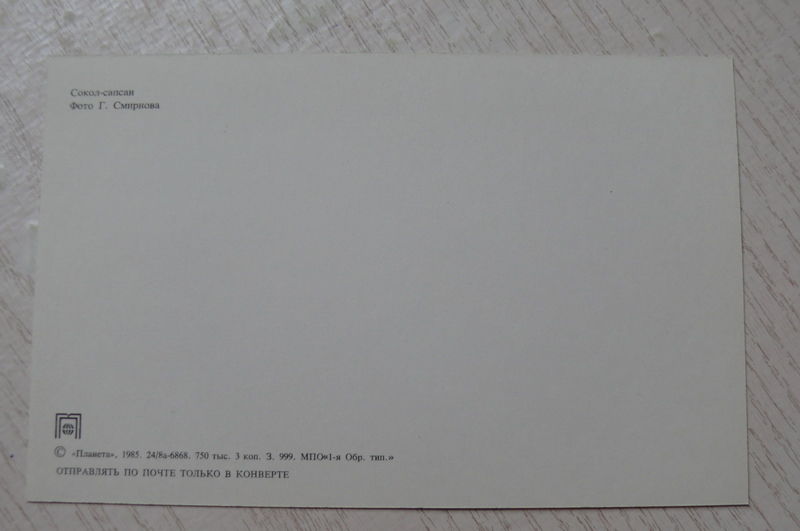 Сокол-сапсан
Фото Г. Смирнова
© «Планета», 1985. 24/8а-6868. 750 тыс. 3 коп. З. 999. МПО«1-я Обр. тип.»
ОТПРАВЛЯТЬ ПО ПОЧТЕ ТОЛЬКО В КОНВЕРТЕ